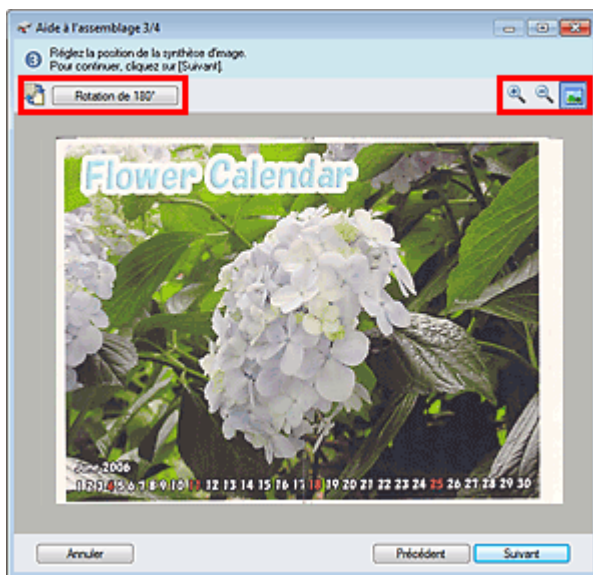 Aide à l'assemblage 3/4
3
Réglez la position de la synthèse d'image.
Pour continuer, cliquez sur [Suivant].
Rotation de 180°
Flower Calendar
June 2006
1 2 3 4 5 6 7 8 9 10 11 12 13 14 15 16 17 18 19 20 21 22 23 24 25 26 27 28 29 30
Annuler
Précédent
Suivant